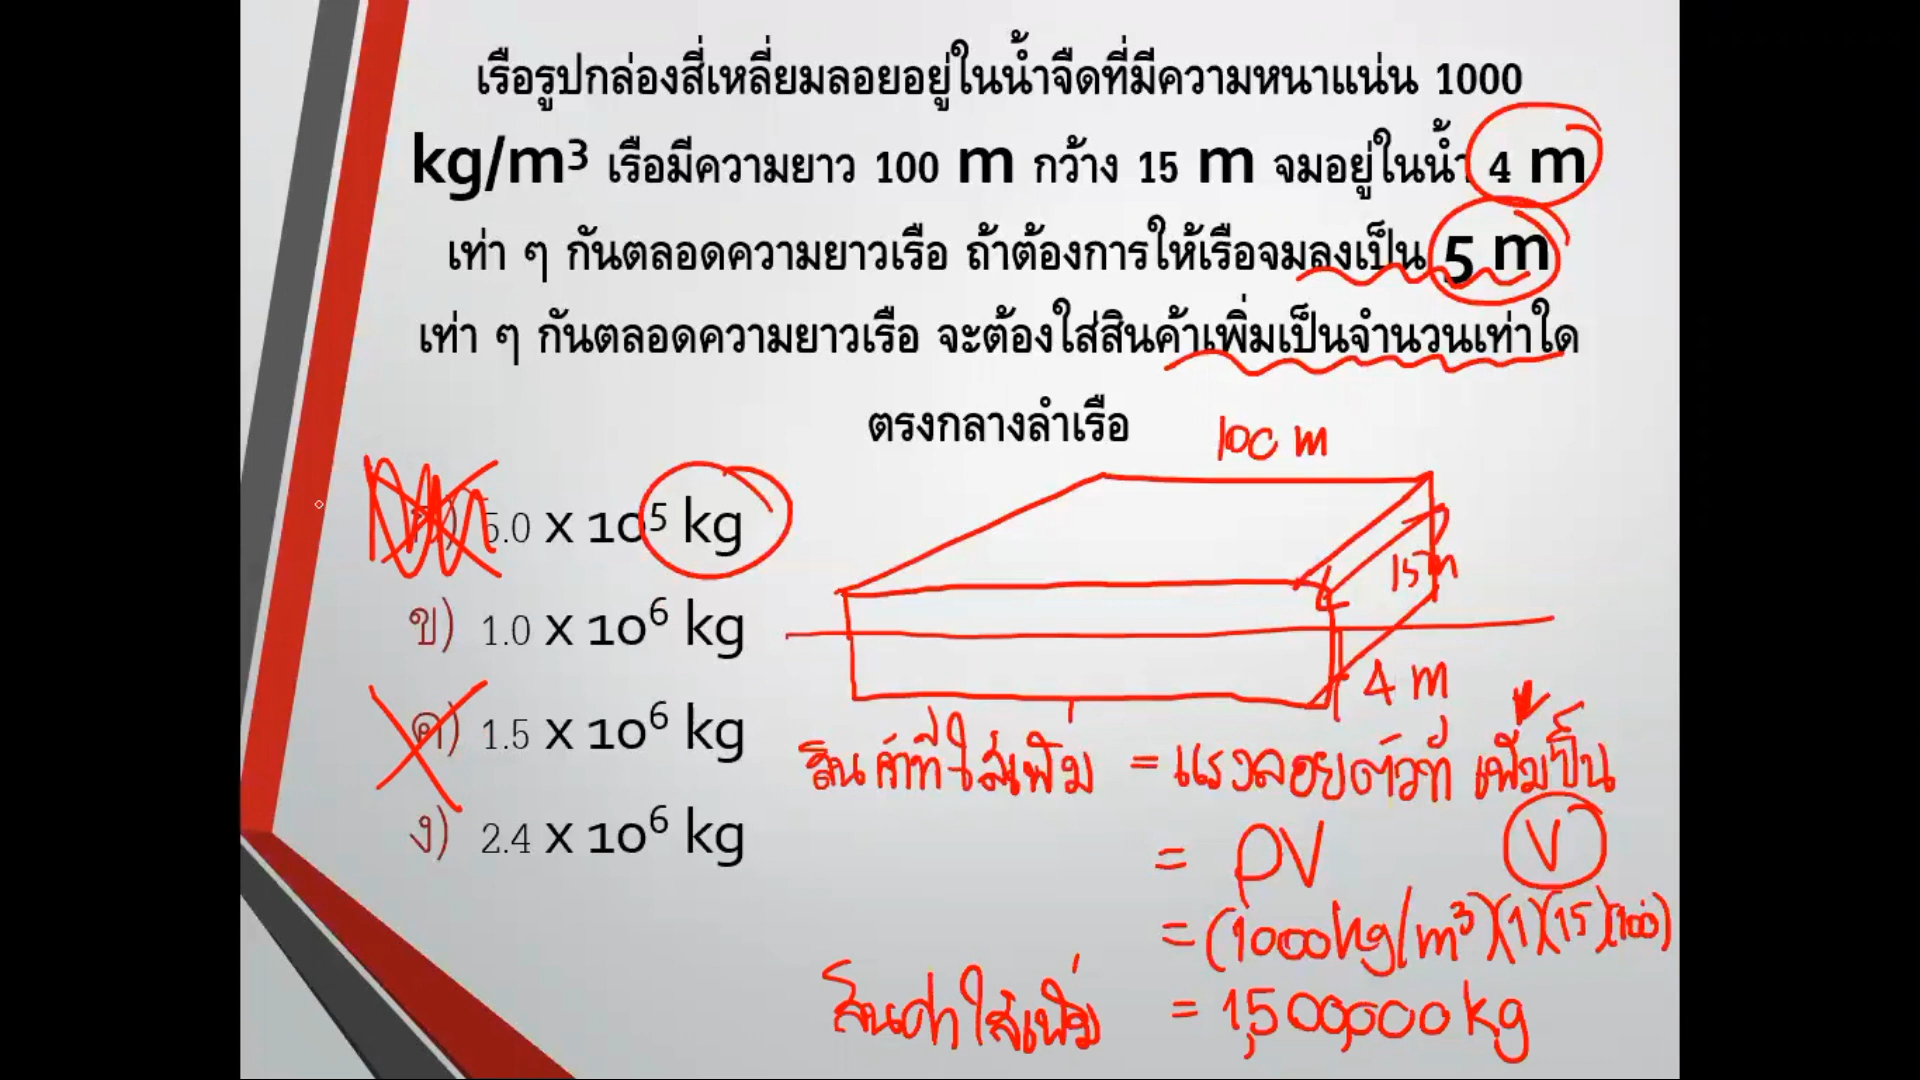 เรือรูปกล่องสี่เหลี่ยมลอยอยู่ในน้ำจืดที่มีความหนาแน่น 1000
kg/m³ เรือมีความยาว 100 m กว้าง 15 m จมอยู่ในน้ำ 4 m
เท่า ๆ กันตลอดความยาวเรือ ถ้าต้องการให้เรือจมลงเป็น 5 m
เท่า ๆ กันตลอดความยาวเรือ จะต้องใส่สินค้าเพิ่มเป็นจำนวนเท่าใด
ตรงกลางลำเรือ
100 m
ก) 5.0 x 10⁵ kg
15 m
ข) 1.0 x 10⁶ kg
4 m
ค) 1.5 x 10⁶ kg
สินค้าที่ใส่เพิ่ม = แรงลอยตัวที่เพิ่มขึ้น
ง) 2.4 x 10⁶ kg
= ρV V
= (1000 kg/m³)(1)(15)(100)
สินค้าใส่เพิ่ม = 1,500,000 kg